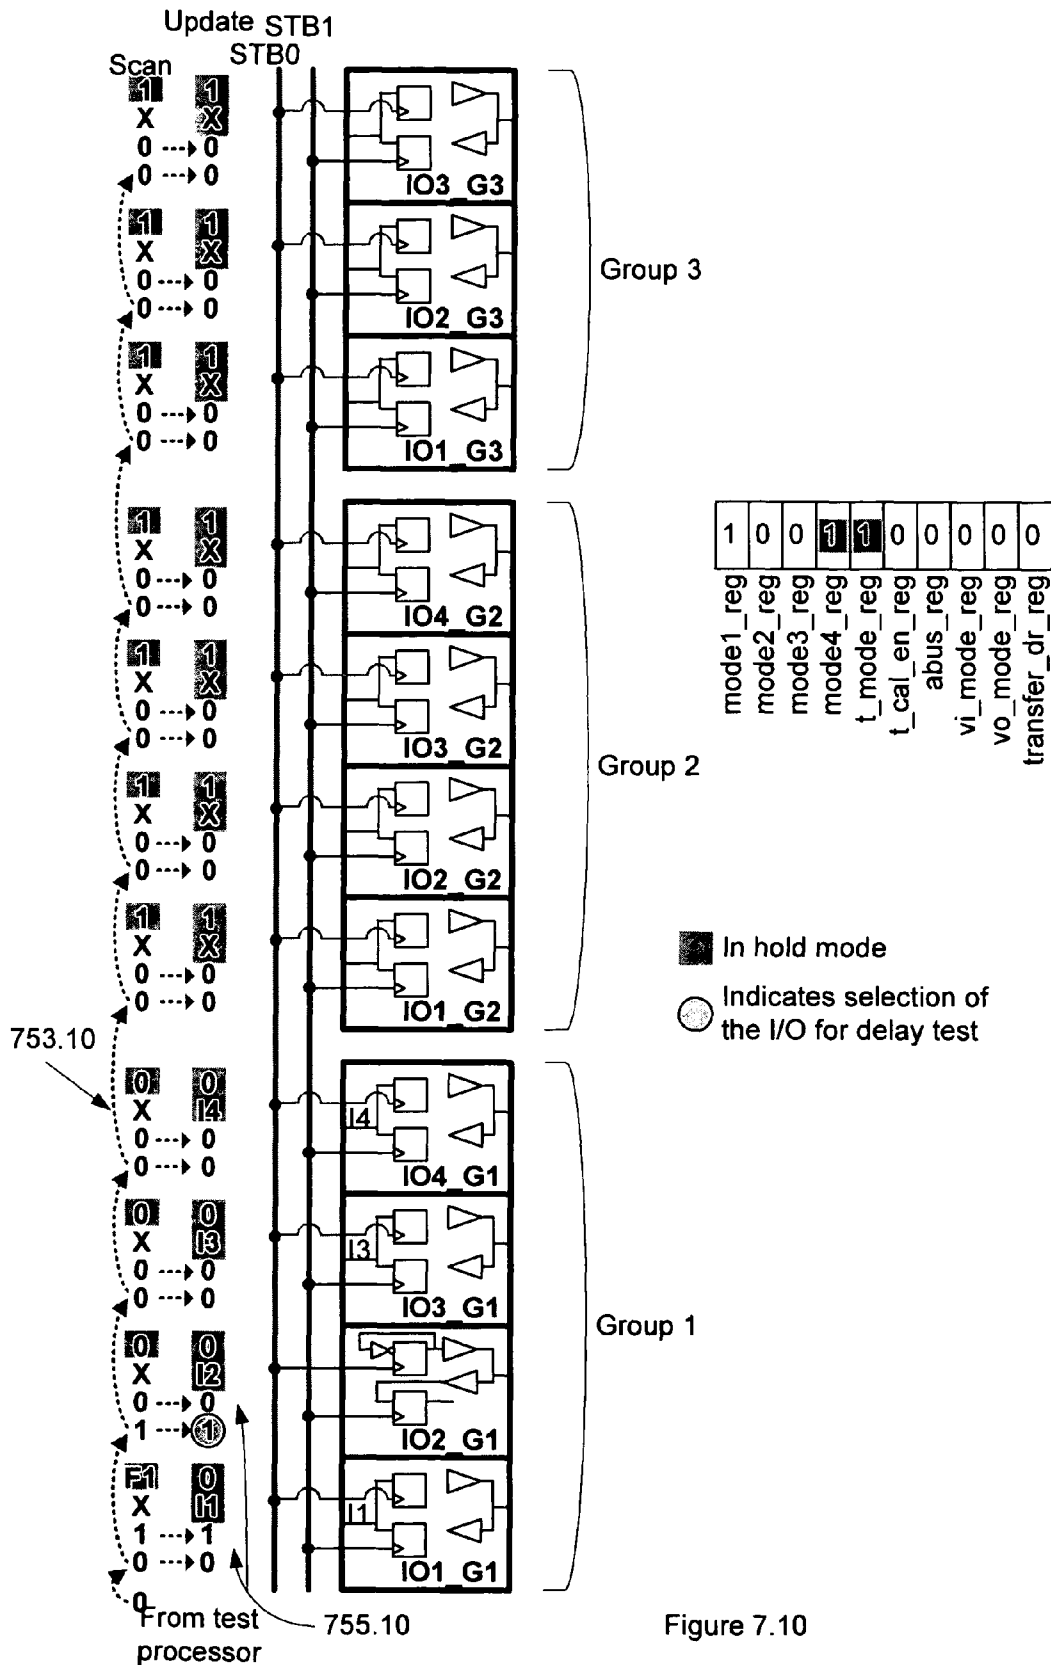 Update STB1
STB0
Scan
1 1
X X
0 0
0 0
IO3_G3
1 1
X X
0 0
0 0
IO2_G3
Group 3
1 1
X X
0 0
0 0
IO1_G3
1 1
X X
0 0
0 0
IO4_G2
1 0 0 1 1 0 0 0 0 0
mode1_reg
mode2_reg
mode3_reg
mode4_reg
t_mode_reg
t_cal_en_reg
abus_reg
vi_mode_reg
vo_mode_reg
transfer_dr_reg
1 1
X X
0 0
0 0
IO3_G2
Group 2
1 1
X X
0 0
0 0
IO2_G2
1 1
X X
0 0
0 0
IO1_G2
In hold mode
Indicates selection of
the I/O for delay test
753.10
0 0
X I4
0 0
0 0
I4
IO4_G1
0 0
X I3
0 0
0 0
I3
IO3_G1
Group 1
0 0
X I2
0 0
1 1
IO2_G1
F1 0
X I1
1 1
0 0
I1
IO1_G1
0
From test
processor
755.10
Figure 7.10